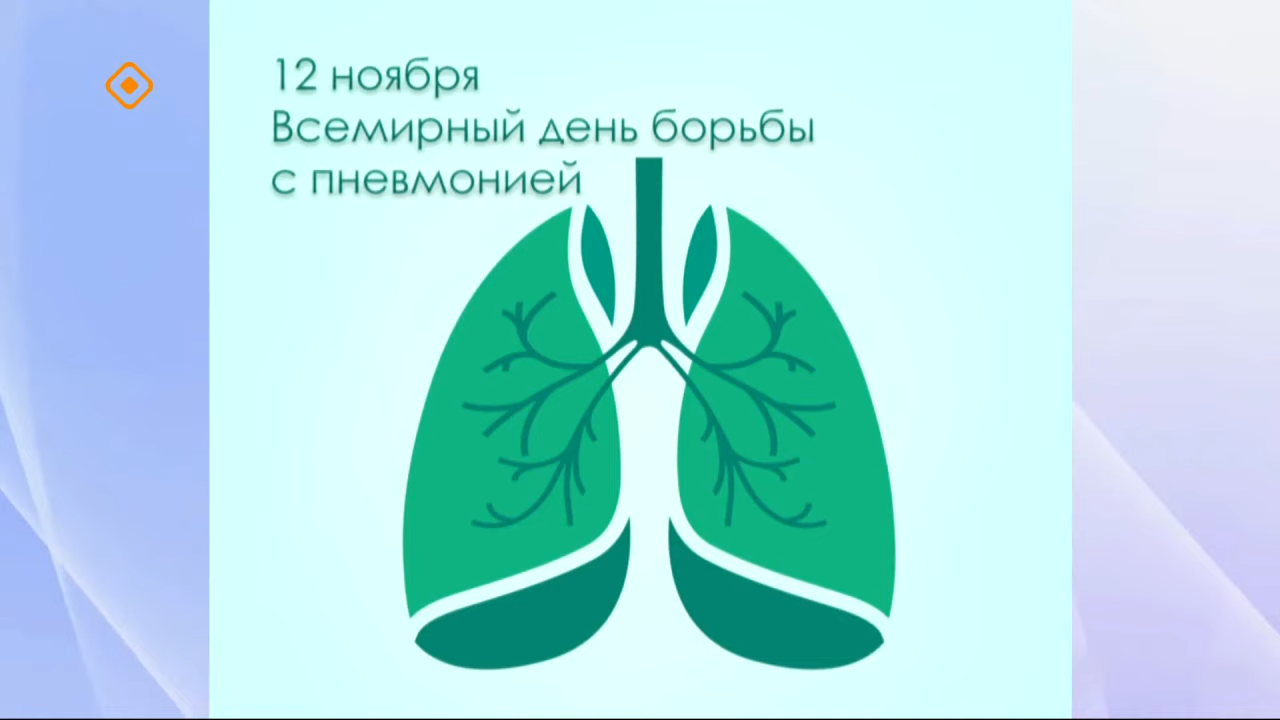 12 ноября
Всемирный день борьбы
с пневмонией